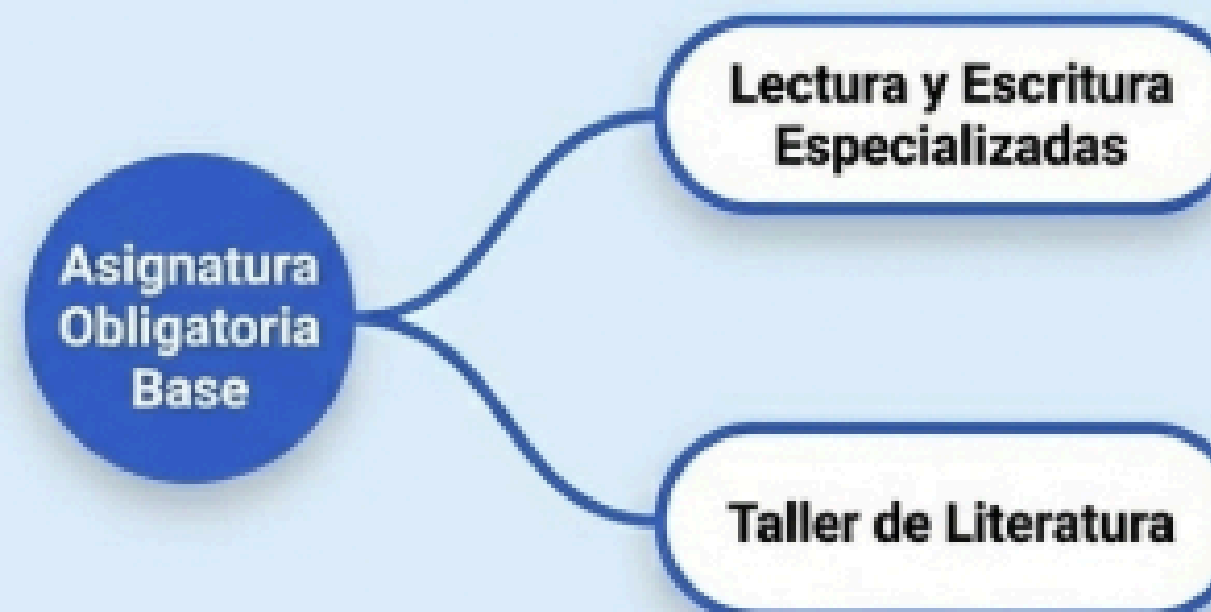 Lectura y Escritura
Especializadas
Asignatura
Obligatoria
Base
Taller de Literatura